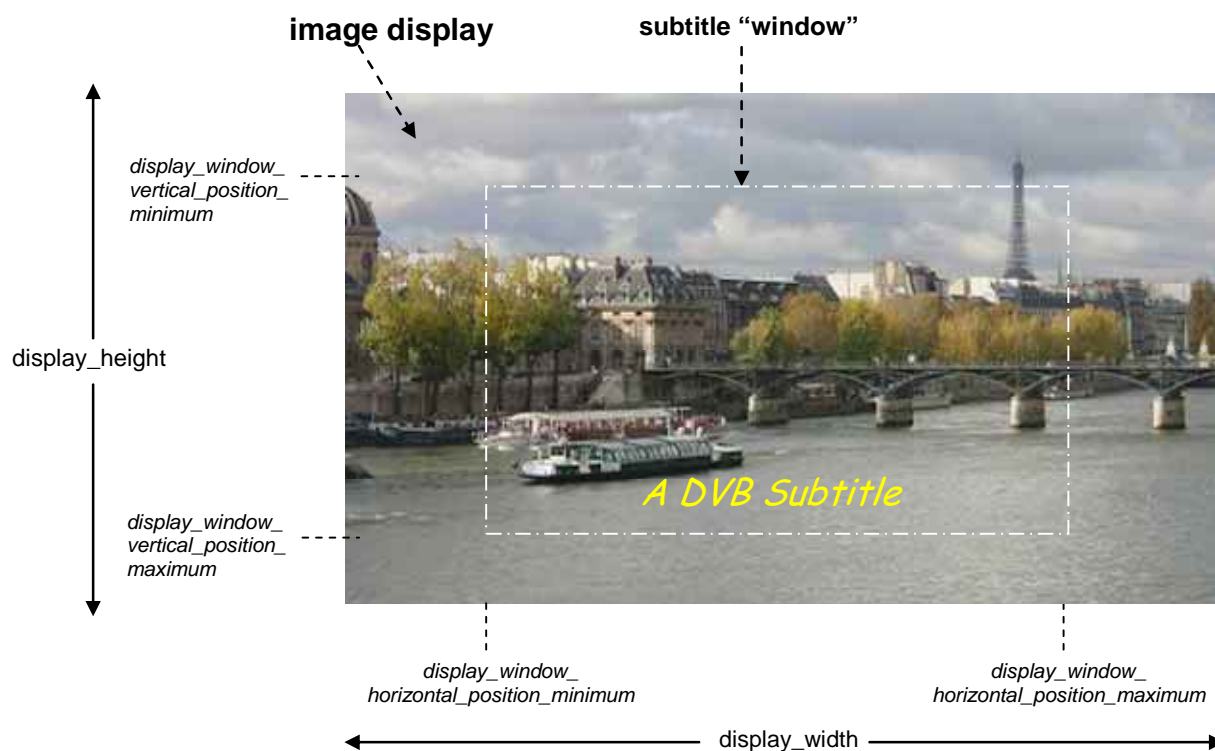 image display
subtitle “window”
display_window_
vertical_position_
minimum
display_height
A DVB Subtitle
display_window_
vertical_position_
maximum
display_window_
horizontal_position_minimum
display_window_
horizontal_position_maximum
display_width